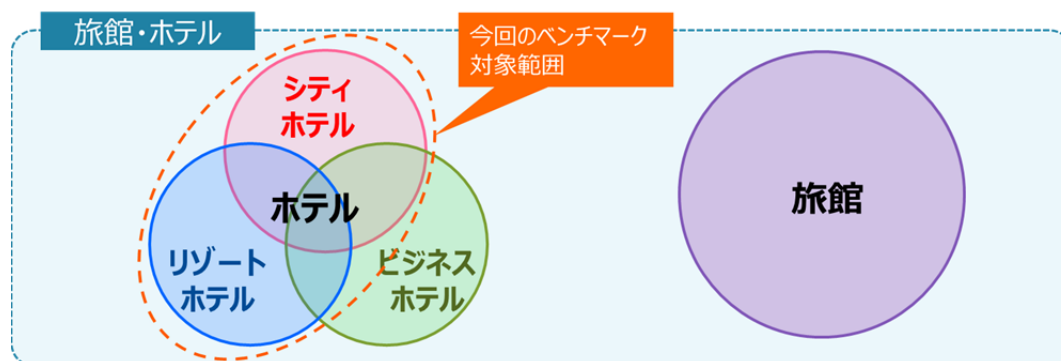 旅館・ホテル
今回のベンチマーク
対象範囲
シティ
ホテル
ホテル
リゾート
ホテル
ビジネス
ホテル
旅館